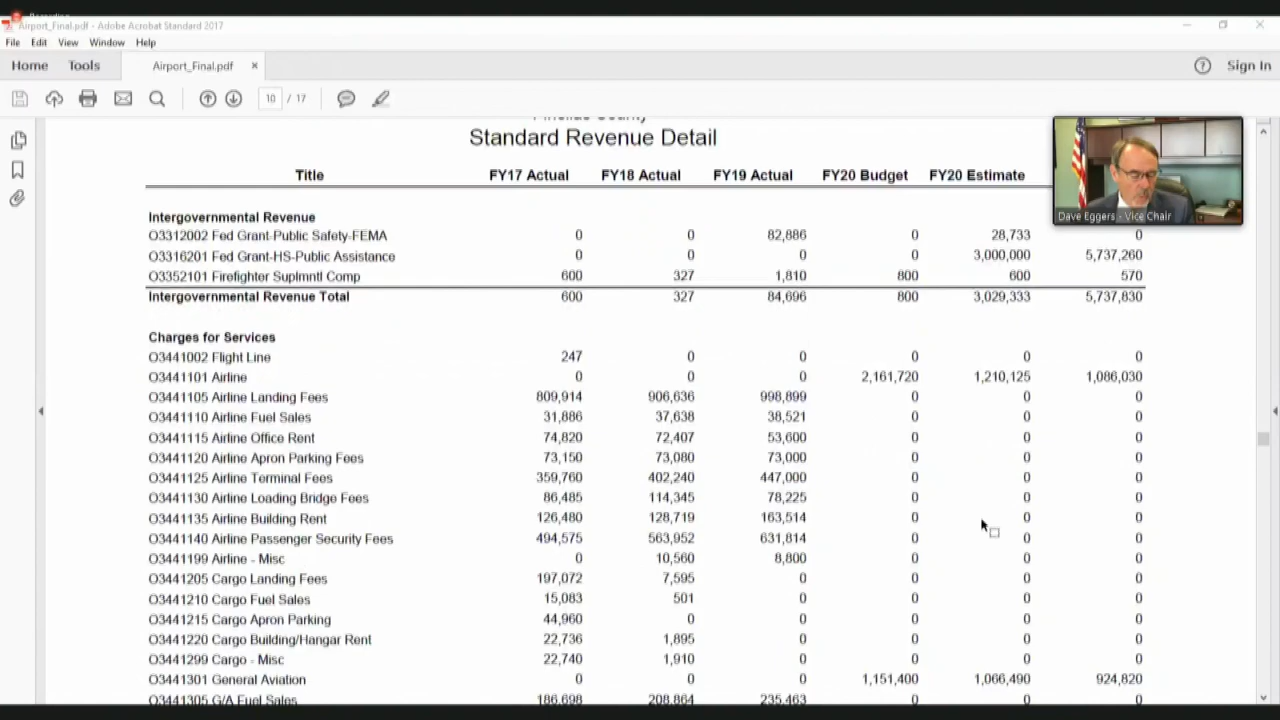 Airport_Final.pdf - Adobe Acrobat Standard 2017
File Edit View Window Help
Home Tools Airport_Final.pdf × ? Sign In
10 / 17
Standard Revenue Detail
Title FY17 Actual FY18 Actual FY19 Actual FY20 Budget FY20 Estimate
Dave Eggers - Vice Chair
Intergovernmental Revenue
O3312002 Fed Grant-Public Safety-FEMA 0 0 82,886 0 28,733 0
O3316201 Fed Grant-HS-Public Assistance 0 0 0 0 3,000,000 5,737,260
O3352101 Firefighter Suplmntl Comp 600 327 1,810 800 600 570
Intergovernmental Revenue Total 600 327 84,696 800 3,029,333 5,737,830
Charges for Services
O3441002 Flight Line 247 0 0 0 0 0
O3441101 Airline 0 0 0 2,161,720 1,210,125 1,086,030
O3441105 Airline Landing Fees 809,914 906,636 998,899 0 0 0
O3441110 Airline Fuel Sales 31,886 37,638 38,521 0 0 0
O3441115 Airline Office Rent 74,820 72,407 53,600 0 0 0
O3441120 Airline Apron Parking Fees 73,150 73,080 73,000 0 0 0
O3441125 Airline Terminal Fees 359,760 402,240 447,000 0 0 0
O3441130 Airline Loading Bridge Fees 86,485 114,345 78,225 0 0 0
O3441135 Airline Building Rent 126,480 128,719 163,514 0 0 0
O3441140 Airline Passenger Security Fees 494,575 563,952 631,814 0 0 0
O3441199 Airline - Misc 0 10,560 8,800 0 0 0
O3441205 Cargo Landing Fees 197,072 7,595 0 0 0 0
O3441210 Cargo Fuel Sales 15,083 501 0 0 0 0
O3441215 Cargo Apron Parking 44,960 0 0 0 0 0
O3441220 Cargo Building/Hangar Rent 22,736 1,895 0 0 0 0
O3441299 Cargo - Misc 22,740 1,910 0 0 0 0
O3441301 General Aviation 0 0 0 1,151,400 1,066,490 924,820
O3441305 G/A Fuel Sales 186,698 208,864 235,463 0 0 0